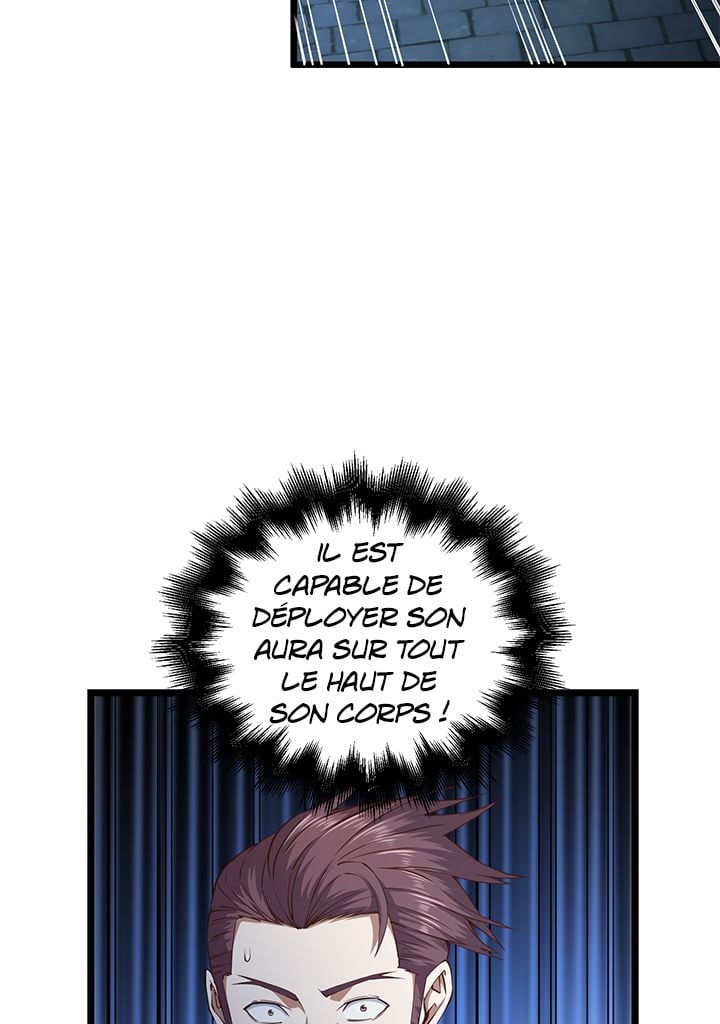 IL EST
CAPABLE DE
DÉPLOYER SON
AURA SUR TOUT
LE HAUT DE
SON CORPS !